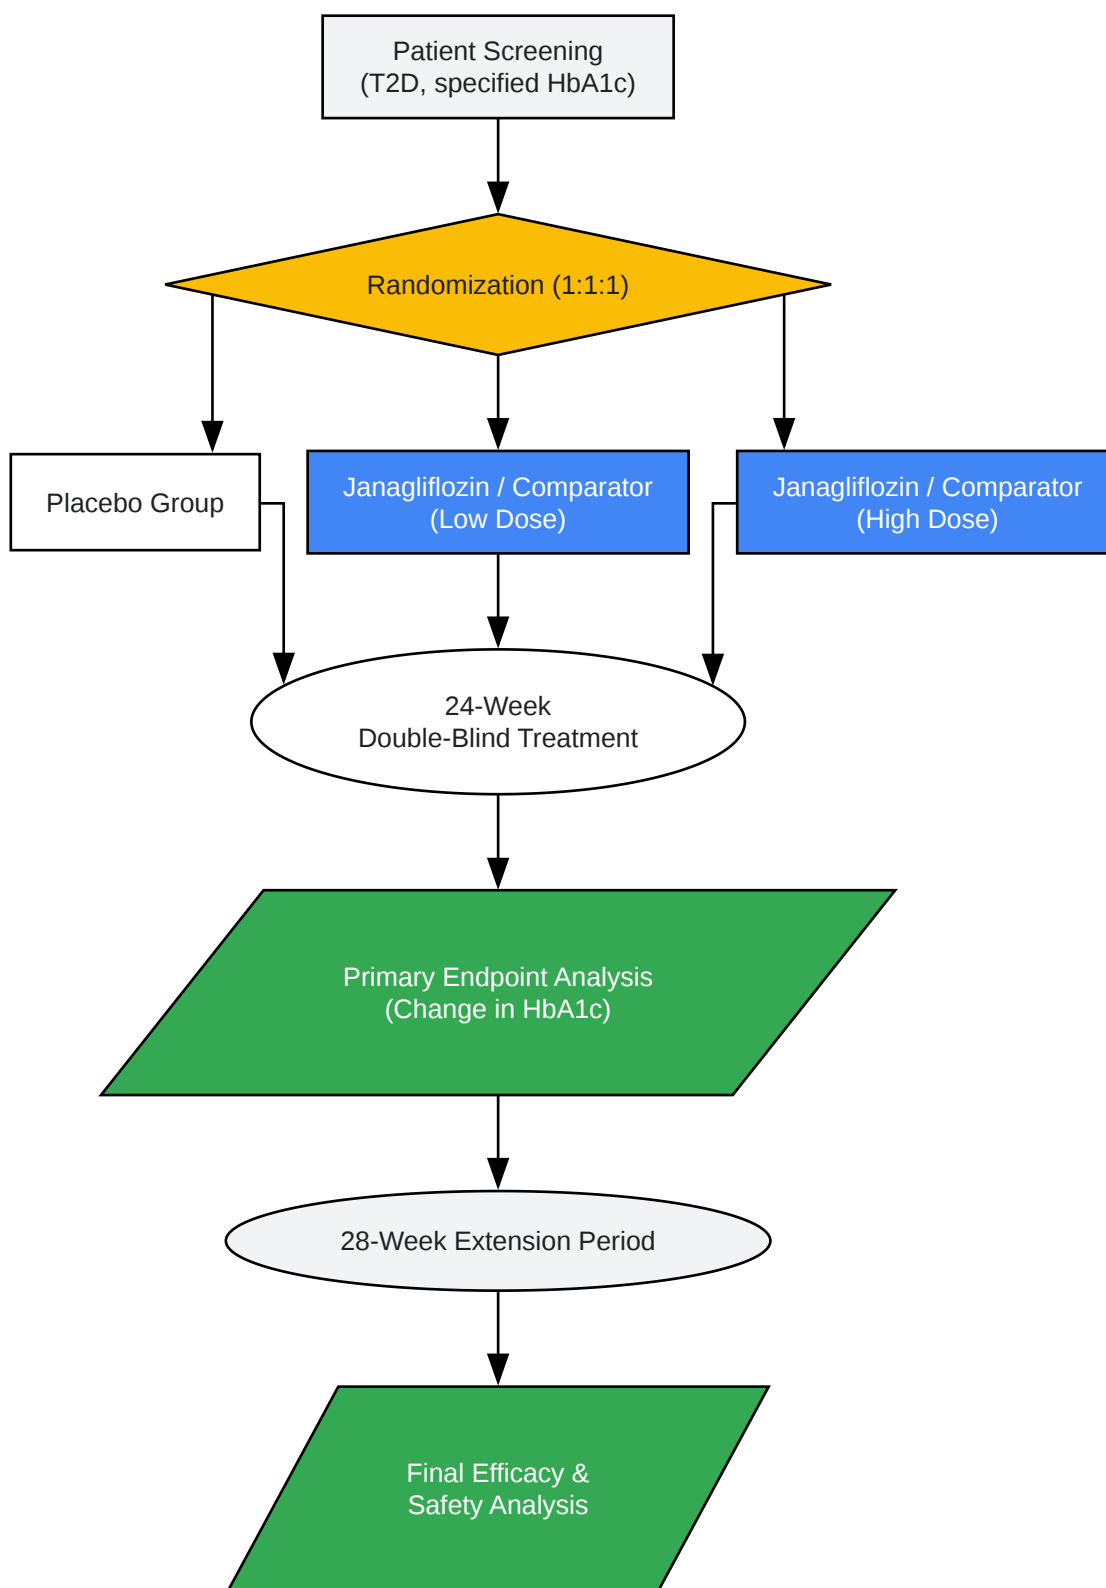 Patient Screening
(T2D, specified HbA1c)
Randomization (1:1:1)
Placebo Group
Janagliflozin / Comparator
(Low Dose)
Janagliflozin / Comparator
(High Dose)
24-Week
Double-Blind Treatment
Primary Endpoint Analysis
(Change in HbA1c)
28-Week Extension Period
Final Efficacy &
Safety Analysis